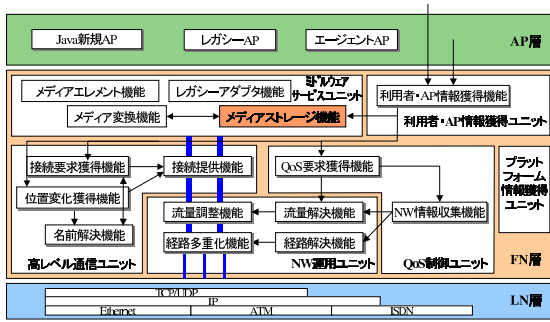 Java新規AP
レガシーAP
エージェントAP
AP層
メディアエレメント機能
レガシーアダプタ機能
ミドルウェア
サービスユニット
メディア変換機能
メディアストレージ機能
利用者・AP情報獲得機能
利用者・AP情報獲得ユニット
接続要求獲得機能
接続提供機能
QoS要求獲得機能
プラット
フォーム
情報獲得
ユニット
位置変化獲得機能
流量調整機能
流量解決機能
NW情報収集機能
名前解決機能
経路多重化機能
経路解決機能
高レベル通信ユニット
NW運用ユニット
QoS制御ユニット
FN層
TCP/UDP
IP
Ethernet
ATM
ISDN
LN層